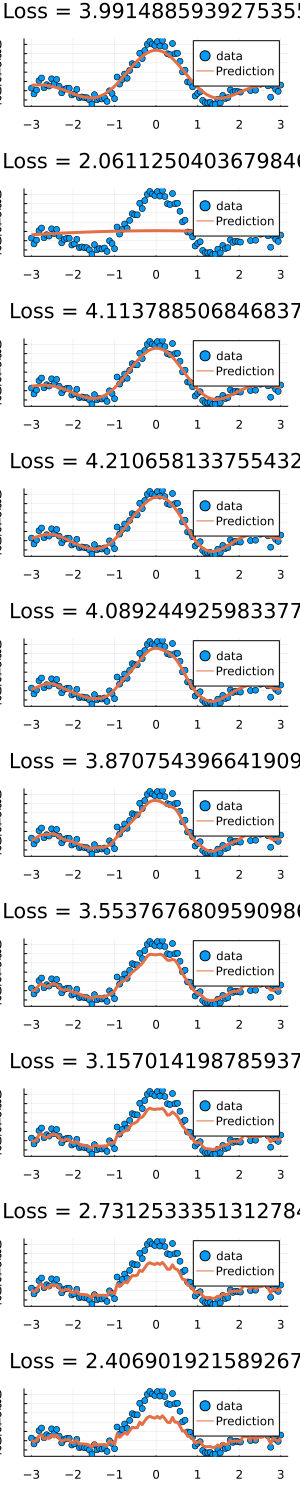 Loss = 3.991488593927535
data
Prediction
−3 −2 −1 0 1 2 3
Loss = 2.061125040367984
data
Prediction
−3 −2 −1 0 1 2 3
Loss = 4.113788506846837
data
Prediction
−3 −2 −1 0 1 2 3
Loss = 4.210658133755432
data
Prediction
−3 −2 −1 0 1 2 3
Loss = 4.089244925983377
data
Prediction
−3 −2 −1 0 1 2 3
Loss = 3.870754396641909
data
Prediction
−3 −2 −1 0 1 2 3
Loss = 3.553767680959098
data
Prediction
−3 −2 −1 0 1 2 3
Loss = 3.157014198785937
data
Prediction
−3 −2 −1 0 1 2 3
Loss = 2.731253335131278
data
Prediction
−3 −2 −1 0 1 2 3
Loss = 2.406901921589267
data
Prediction
−3 −2 −1 0 1 2 3